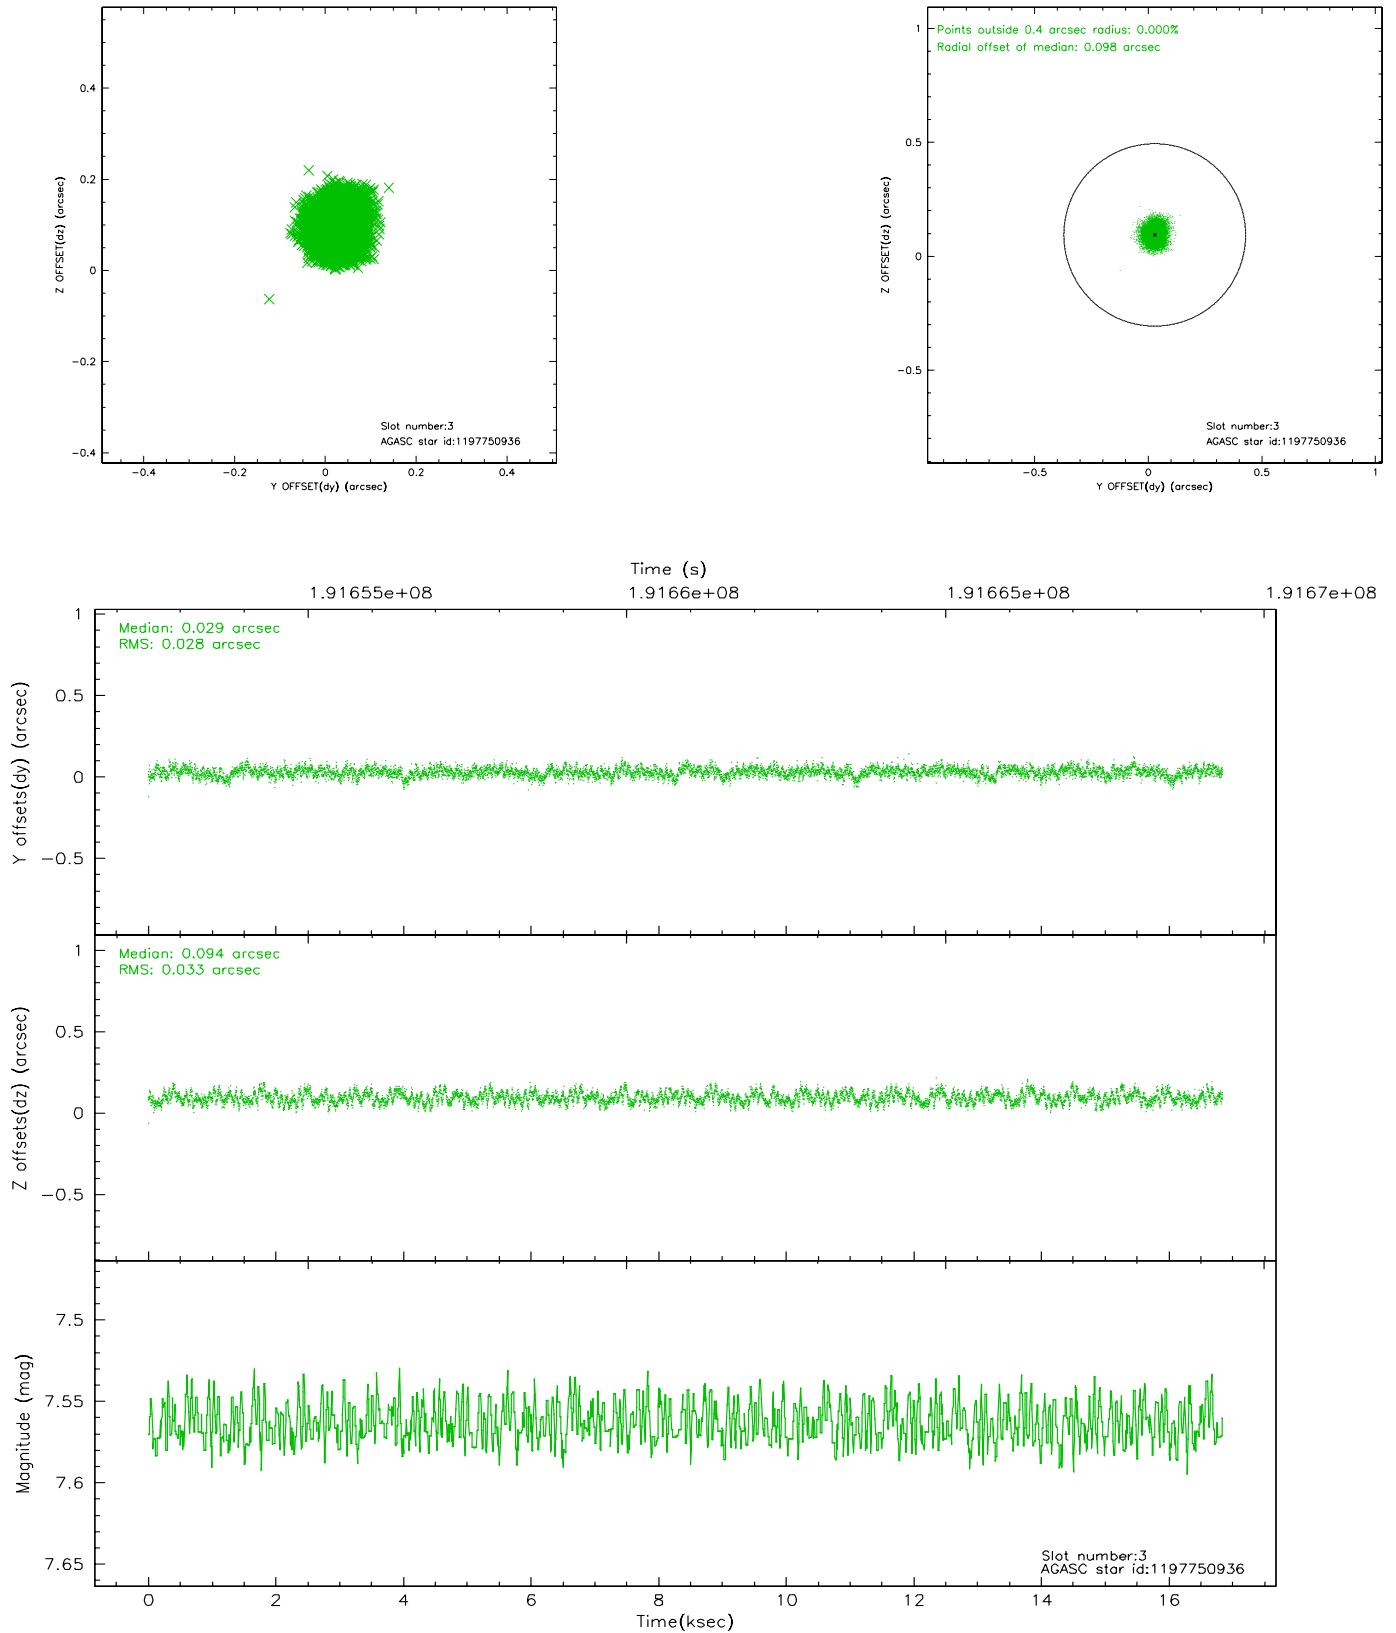 0.4
0.2
0
−0.2
−0.4
Z OFFSET(dz) (arcsec)
−0.4 −0.2 0 0.2 0.4
Y OFFSET(dy) (arcsec)
Slot number:3
AGASC star id:1197750936
Points outside 0.4 arcsec radius: 0.000%
Radial offset of median: 0.098 arcsec
1
0.5
0
−0.5
Z OFFSET(dz) (arcsec)
−0.5 0 0.5 1
Y OFFSET(dy) (arcsec)
Slot number:3
AGASC star id:1197750936
Time (s)
1.91655e+08 1.9166e+08 1.91665e+08 1.9167e+08
Median: 0.029 arcsec
RMS: 0.028 arcsec
1
0.5
0
−0.5
Y offsets(dy) (arcsec)
Median: 0.094 arcsec
RMS: 0.033 arcsec
1
0.5
0
−0.5
Z offsets(dz) (arcsec)
7.5
7.55
7.6
7.65
Magnitude (mag)
Slot number:3
AGASC star id:1197750936
0 2 4 6 8 10 12 14 16
Time(ksec)